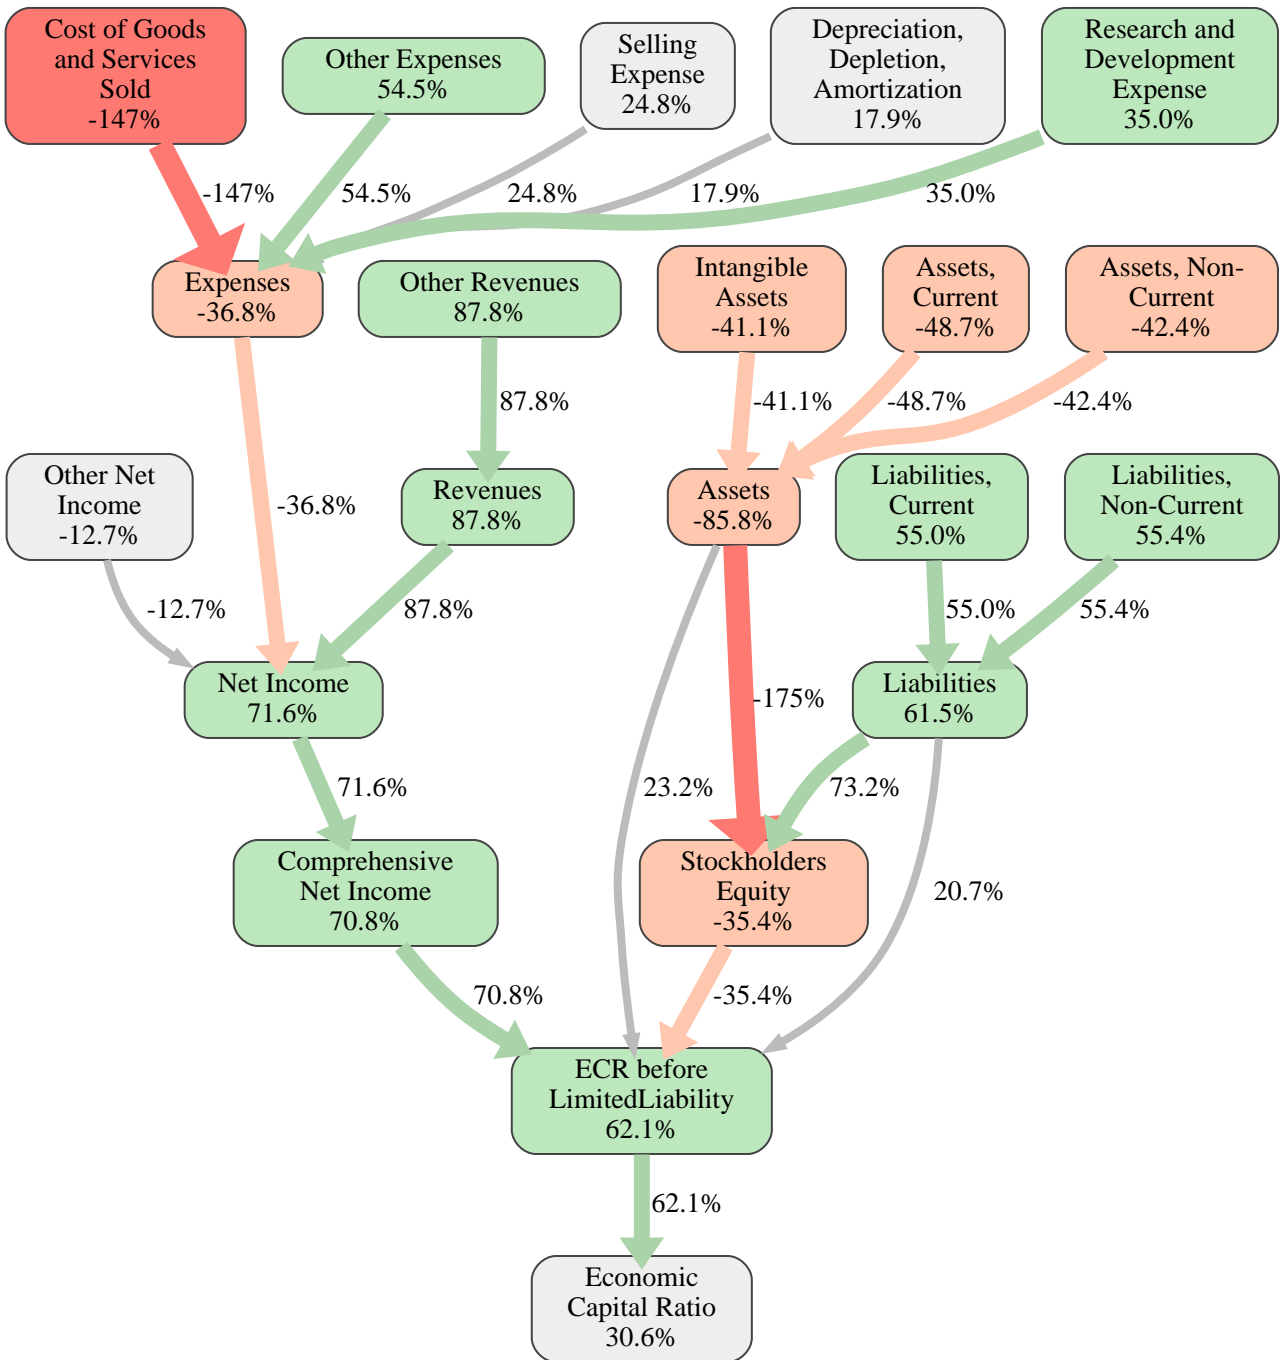 Cost of Goods
and Services
Sold
-147%
Other Expenses
54.5%
Selling
Expense
24.8%
Depreciation,
Depletion,
Amortization
17.9%
Research and
Development
Expense
35.0%
-147%
54.5%
24.8%
17.9%
35.0%
Expenses
-36.8%
Other Revenues
87.8%
Intangible
Assets
-41.1%
Assets,
Current
-48.7%
Assets, Non-
Current
-42.4%
87.8%
-41.1%
-48.7%
-42.4%
Other Net
Income
-12.7%
-36.8%
Revenues
87.8%
Assets
-85.8%
Liabilities,
Current
55.0%
Liabilities,
Non-Current
55.4%
-12.7%
87.8%
55.0%
55.4%
Net Income
71.6%
-175%
Liabilities
61.5%
71.6%
23.2%
73.2%
Comprehensive
Net Income
70.8%
Stockholders
Equity
-35.4%
20.7%
70.8%
-35.4%
ECR before
LimitedLiability
62.1%
62.1%
Economic
Capital Ratio
30.6%